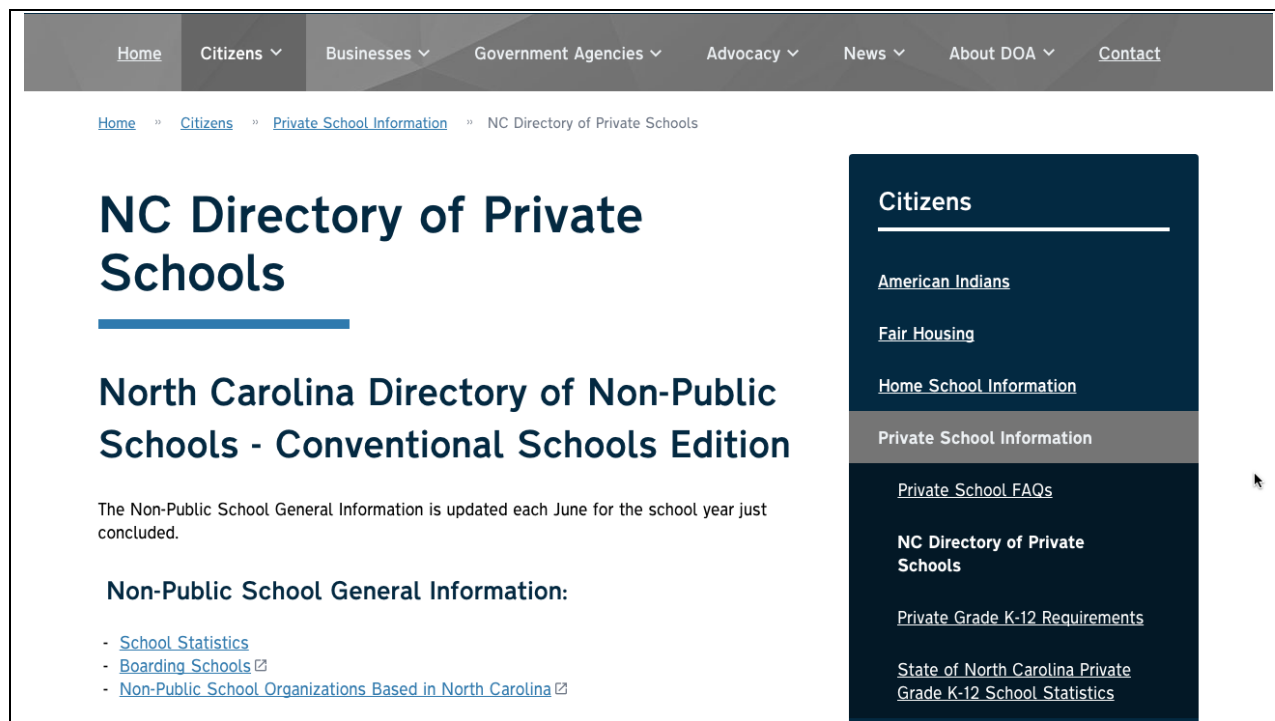 Home Citizens Businesses Government Agencies Advocacy News About DOA Contact
Home » Citizens » Private School Information » NC Directory of Private Schools
NC Directory of Private
Schools
North Carolina Directory of Non-Public
Schools - Conventional Schools Edition
The Non-Public School General Information is updated each June for the school year just
concluded.
Non-Public School General Information:
- School Statistics
- Boarding Schools
- Non-Public School Organizations Based in North Carolina
Citizens
American Indians
Fair Housing
Home School Information
Private School Information
Private School FAQs
NC Directory of Private
Schools
Private Grade K-12 Requirements
State of North Carolina Private
Grade K-12 School Statistics